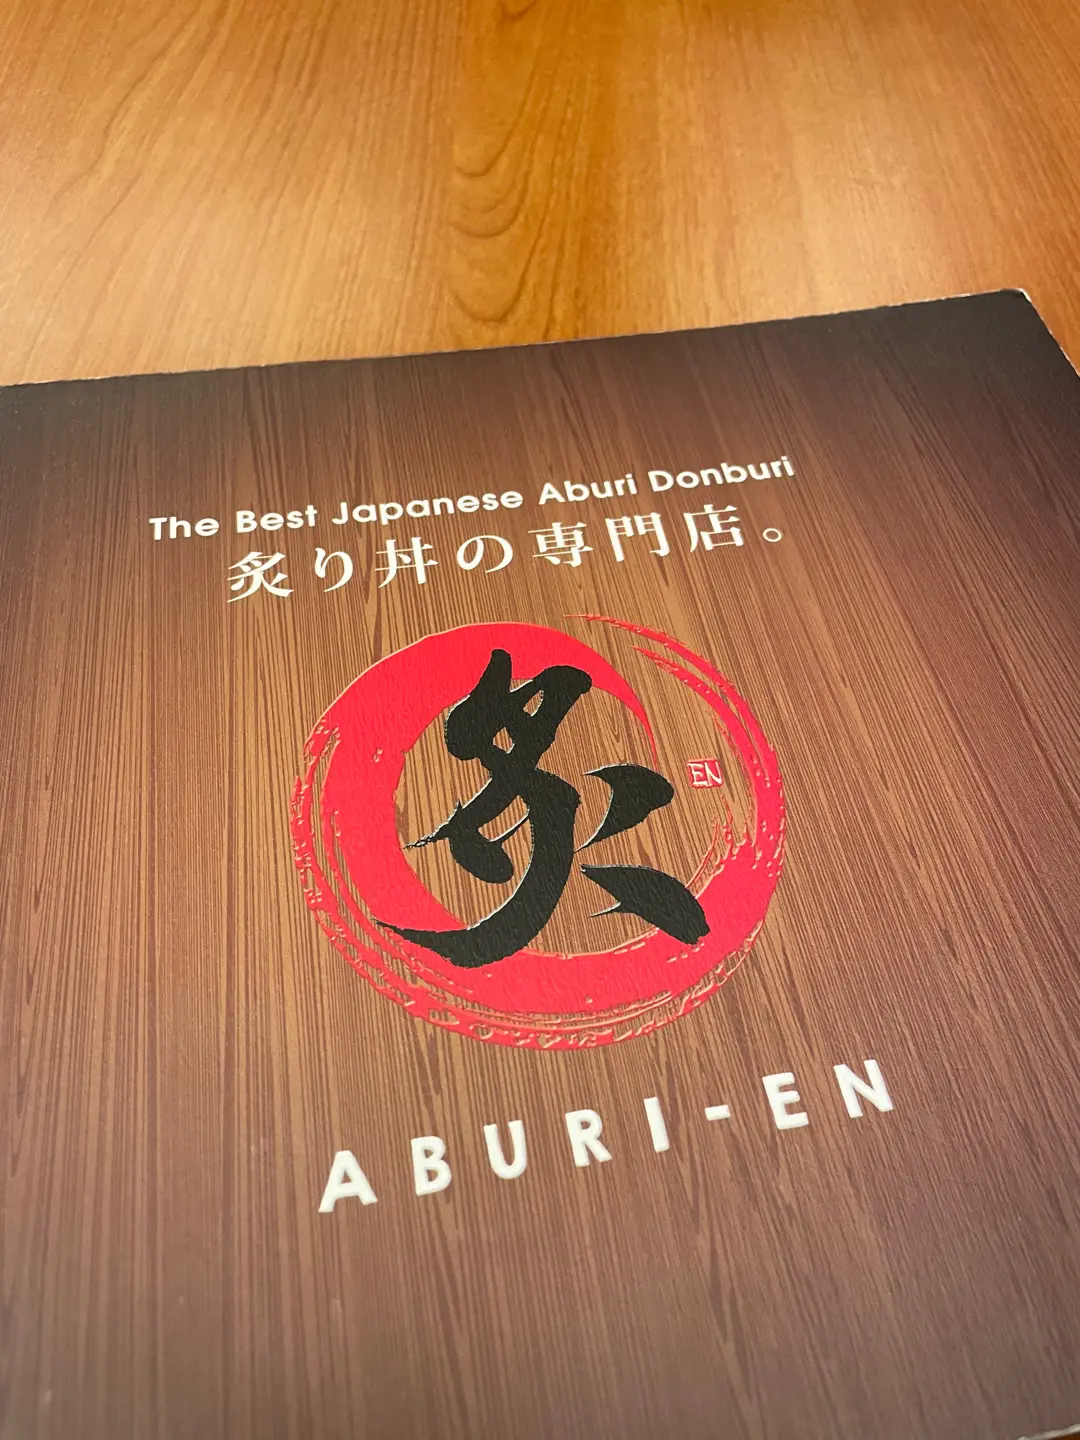 The Best Japanese Aburi Donburi
炙り丼の専門店。
炙
EN
ABURI-EN